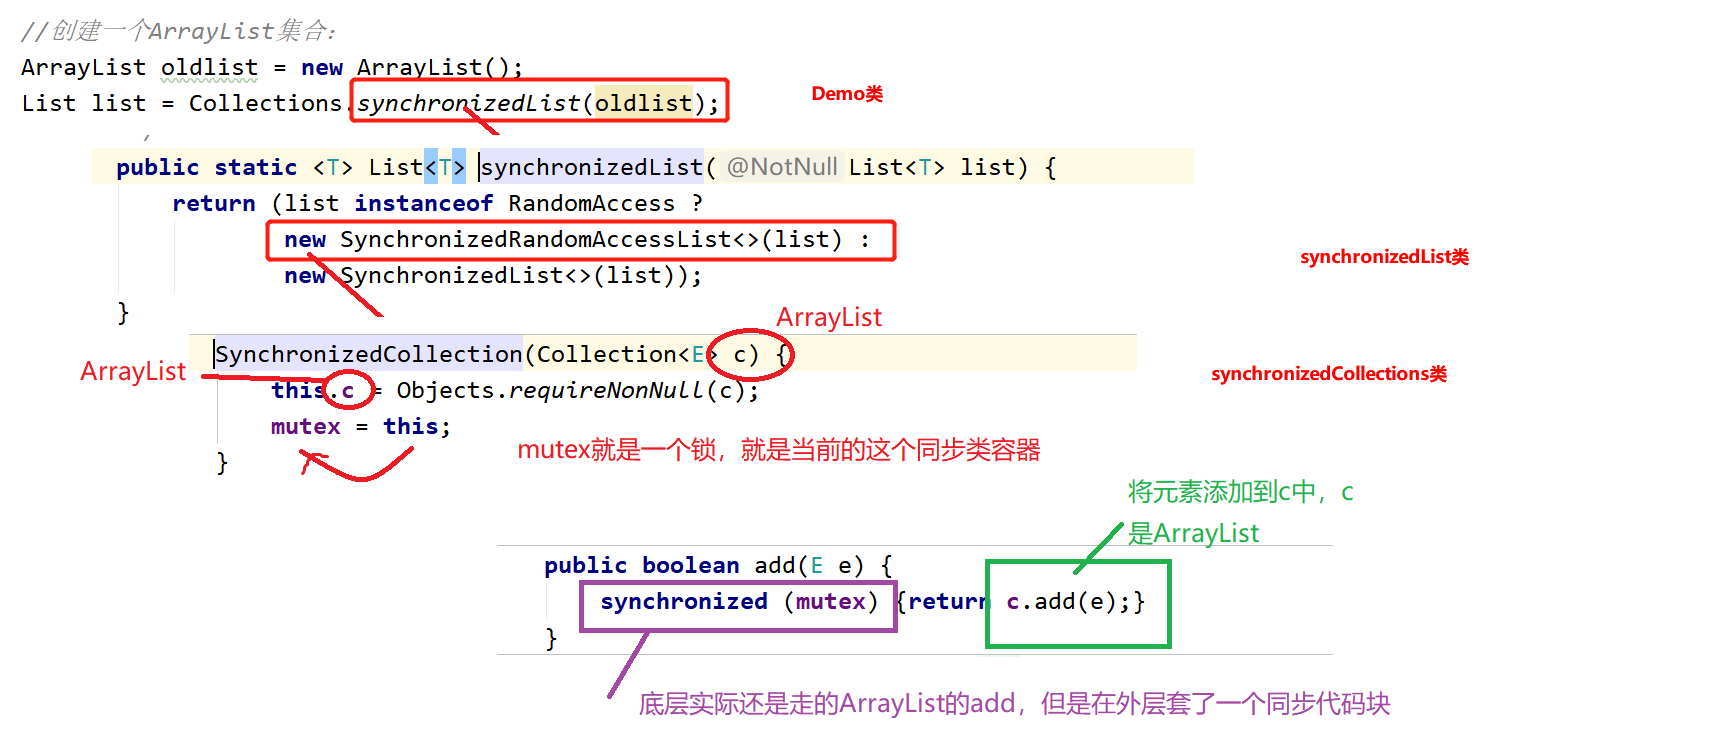 //创建一个ArrayList集合：
ArrayList oldlist = new ArrayList();
List list = Collections.synchronizedList(oldlist);
Demo类
public static <T> List<T> synchronizedList( @NotNull List<T> list) {
return (list instanceof RandomAccess ?
new SynchronizedRandomAccessList<>(list) :
new SynchronizedList<>(list));
synchronizedList类
}
ArrayList
SynchronizedCollection(Collection<E> c) {
ArrayList
synchronizedCollections类
this.c = Objects.requireNonNull(c);
mutex = this;
}
mutex就是一个锁，就是当前的这个同步类容器
将元素添加到c中，c
是ArrayList
public boolean add(E e) {
synchronized (mutex) {return c.add(e);}
}
底层实际还是走的ArrayList的add，但是在外层套了一个同步代码块